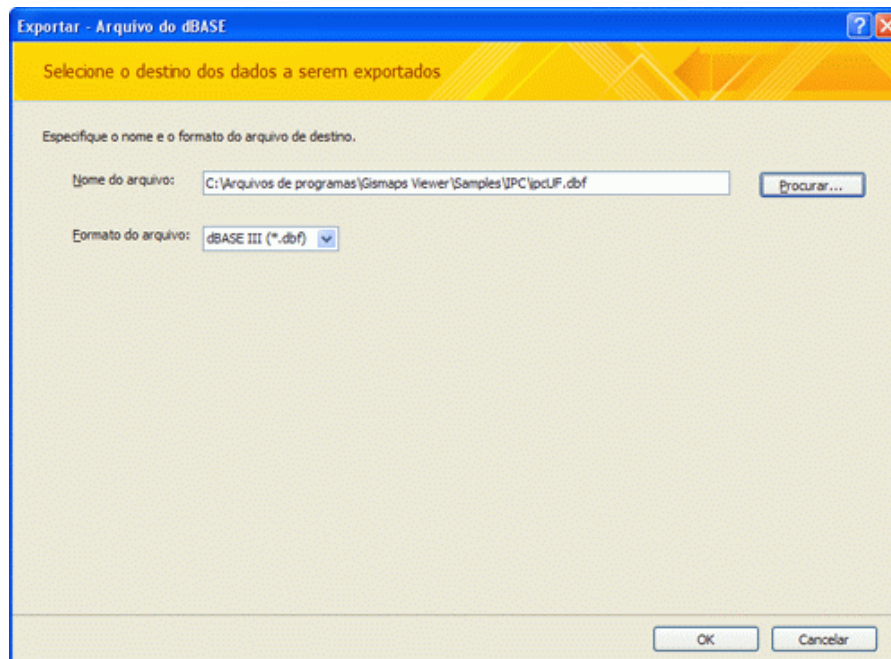 Exportar - Arquivo do dBASE
Selecione o destino dos dados a serem exportados
Especifique o nome e o formato do arquivo de destino.
Nome do arquivo: C:\Arquivos de programas\Gismaps Viewer\Samples\IPC\ipcUF.dbf Procurar...
Formato do arquivo: dBASE III (*.dbf)
OK Cancelar